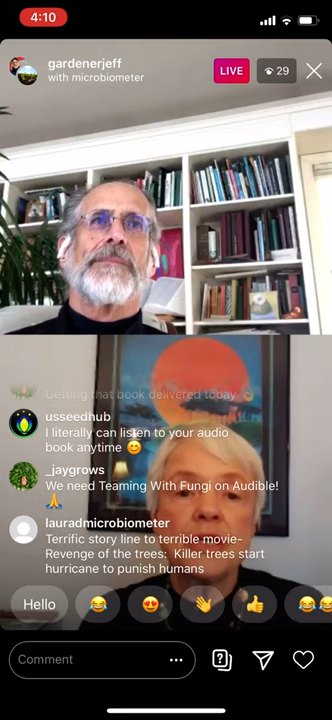 4:10
gardenerjeff
with microbiometer
LIVE
29
Getting that book delivered today
usseedhub
I literally can listen to your audio
book anytime 😊
_jaygrows
We need Teaming With Fungi on Audible!
🙏
lauradmicrobiometer
Terrific story line to terrible movie-
Revenge of the trees: Killer trees start
hurricane to punish humans
Hello
Comment